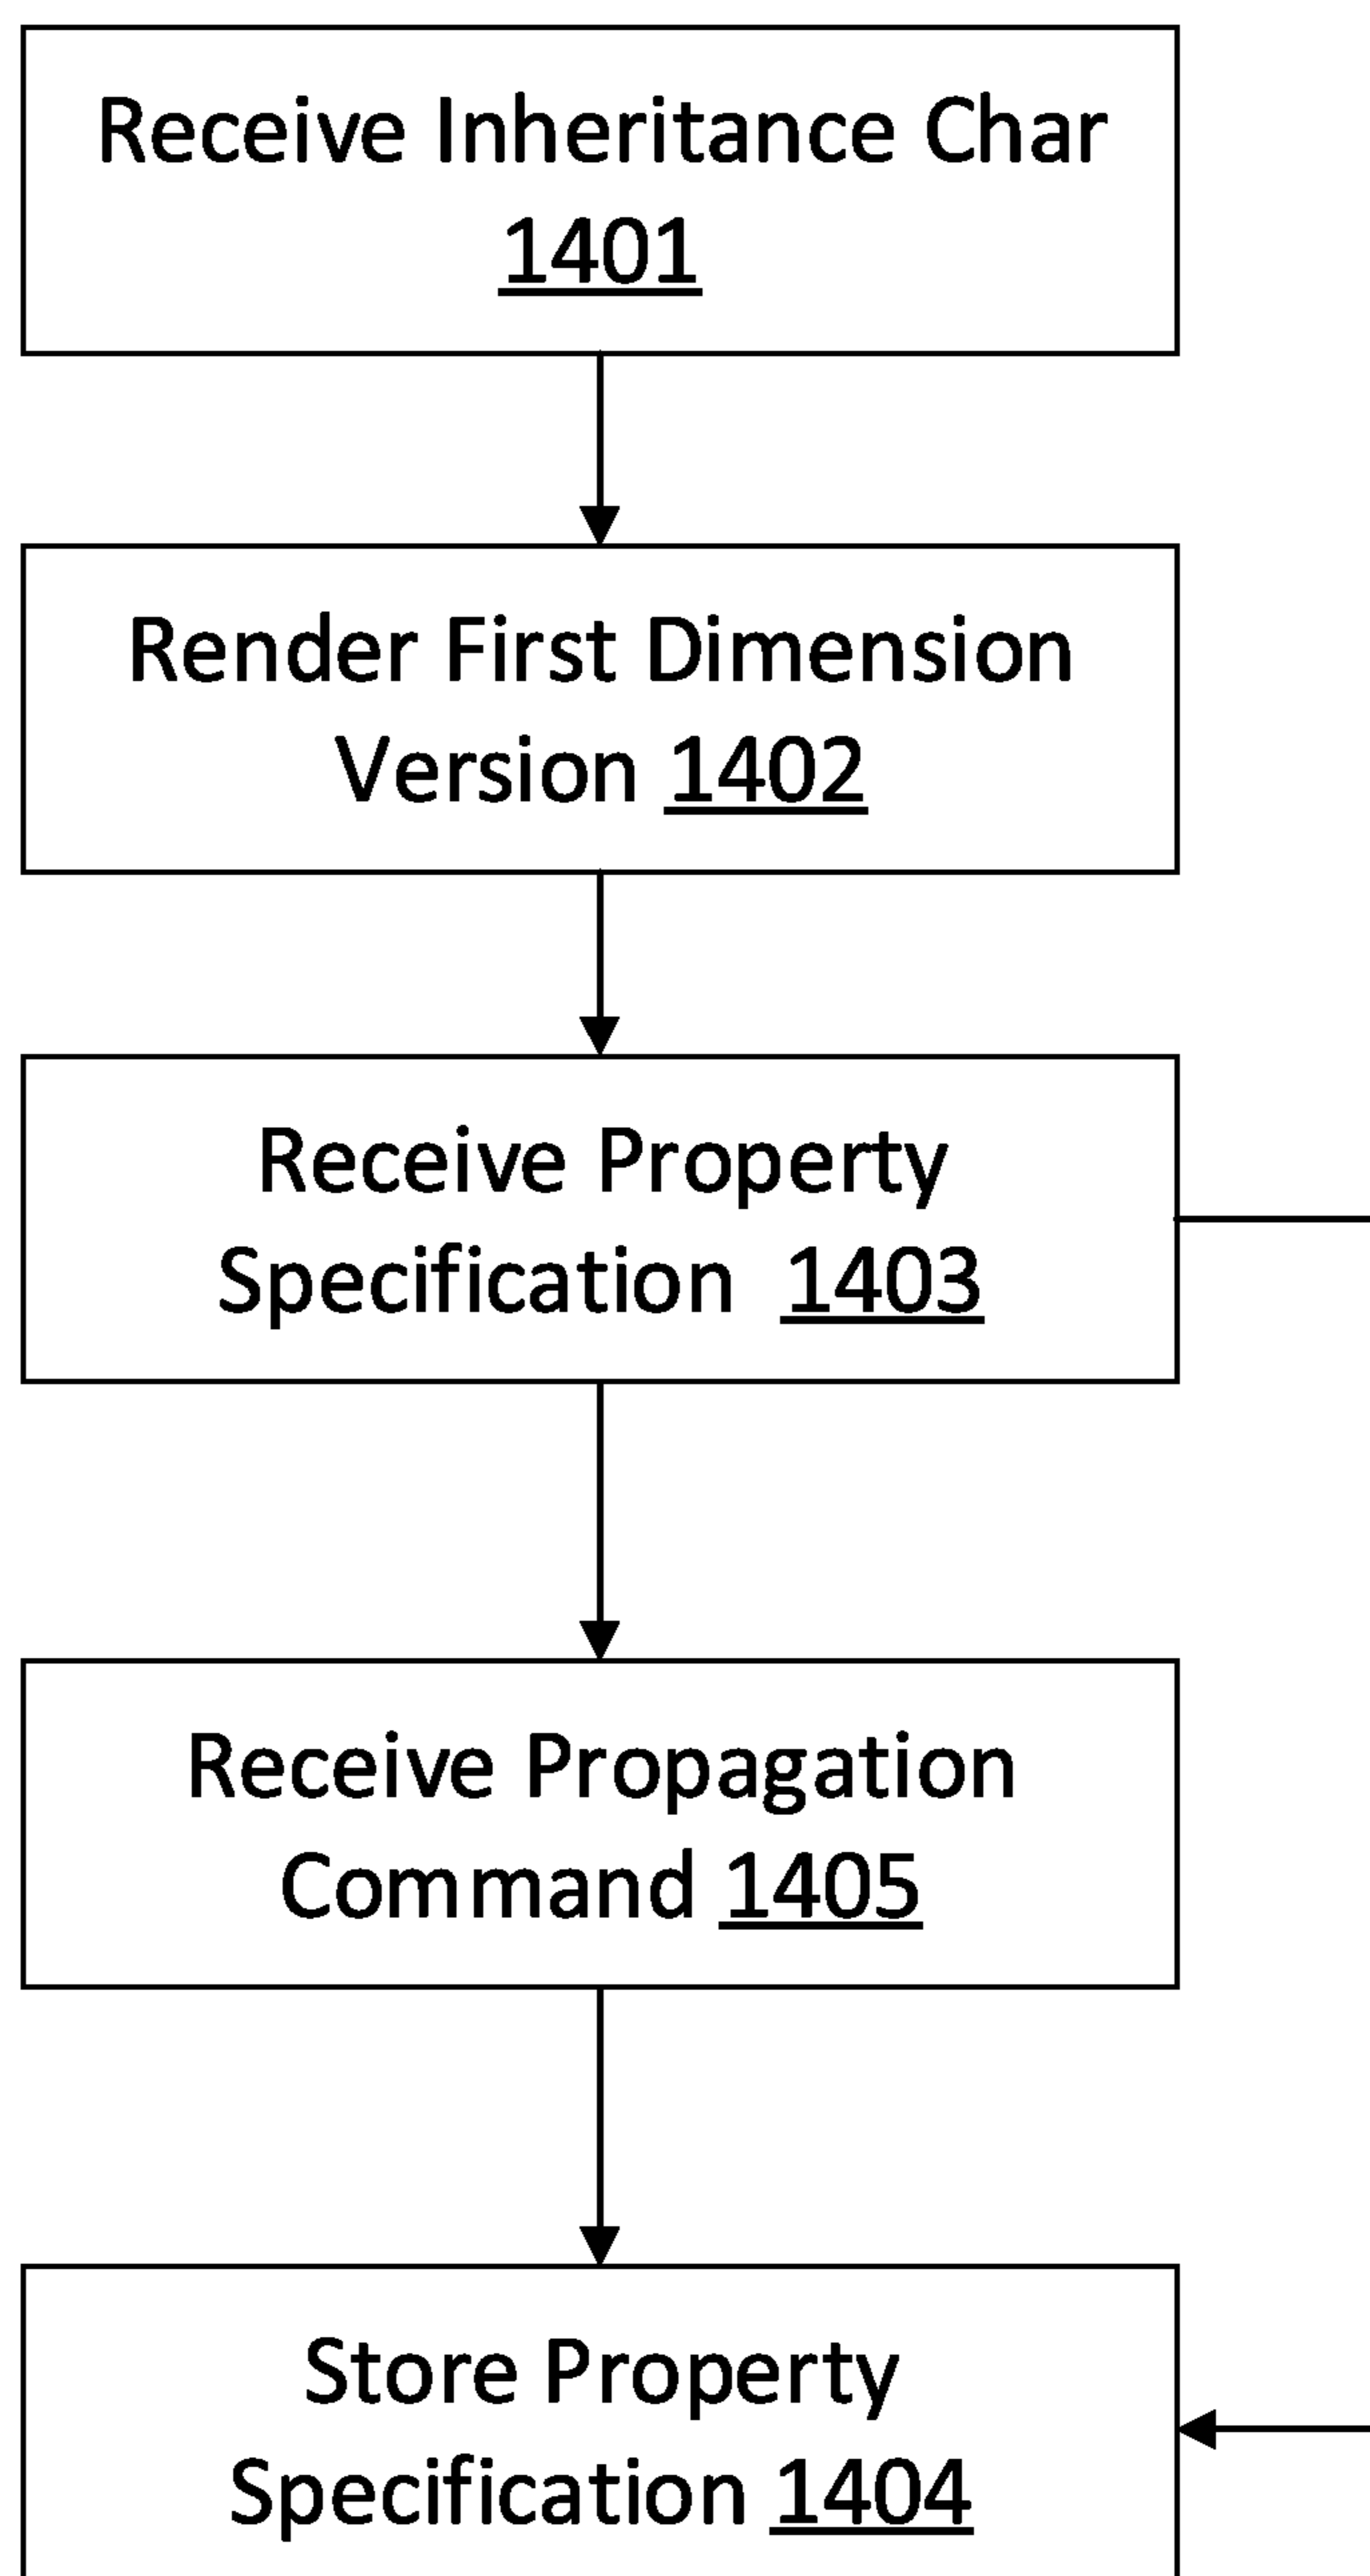 Receive Inheritance Char
1401
Render First Dimension
Version 1402
Receive Property
Specification 1403
Receive Propagation
Command 1405
Store Property
Specification 1404